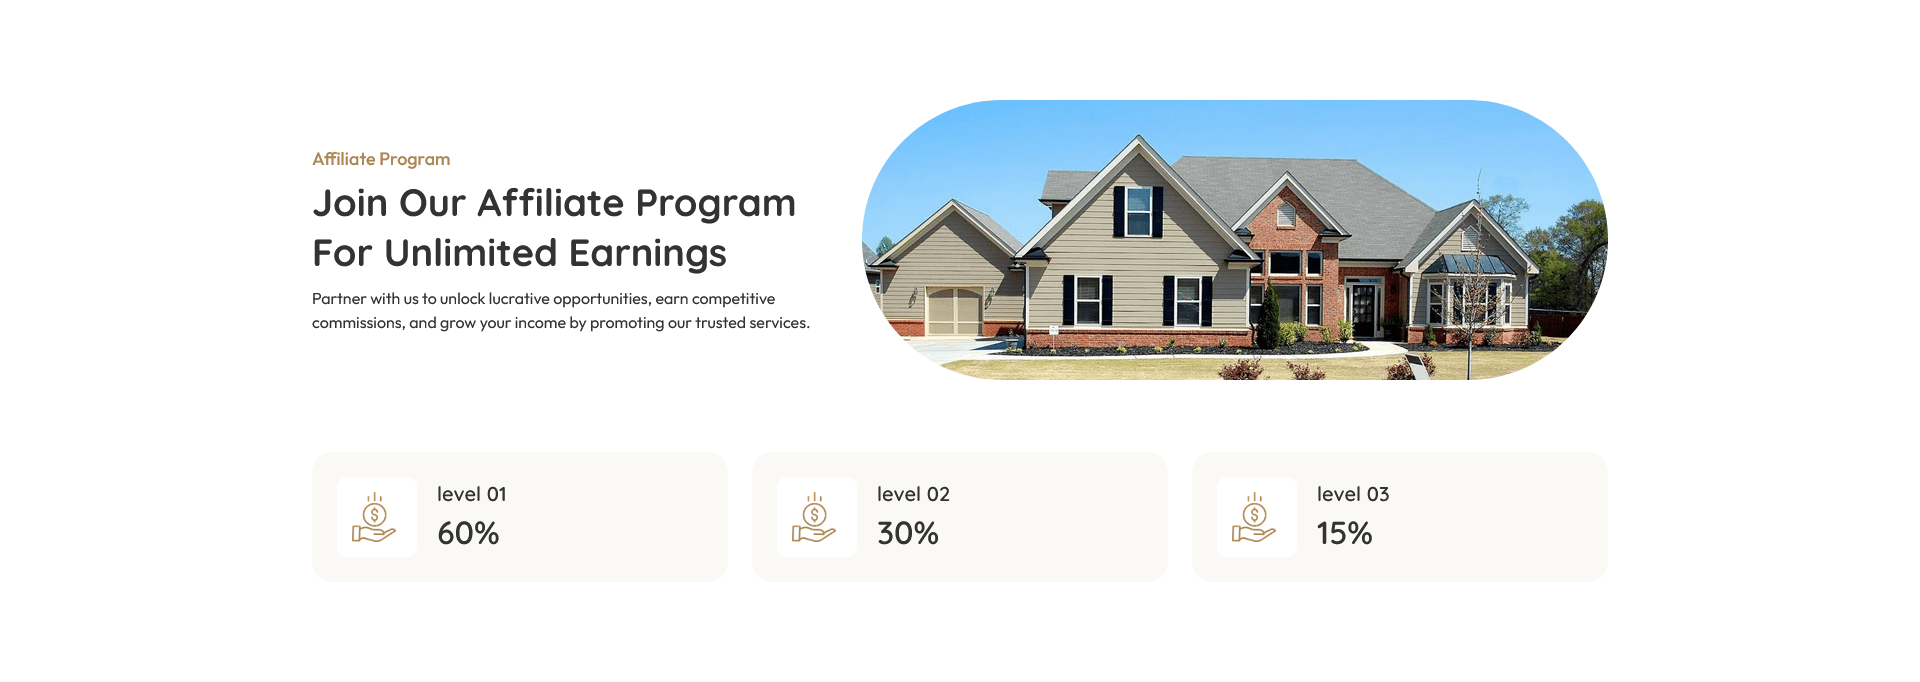 Affiliate Program
Join Our Affiliate Program
For Unlimited Earnings
Partner with us to unlock lucrative opportunities, earn competitive
commissions, and grow your income by promoting our trusted services.
level 01
60%
level 02
30%
level 03
15%